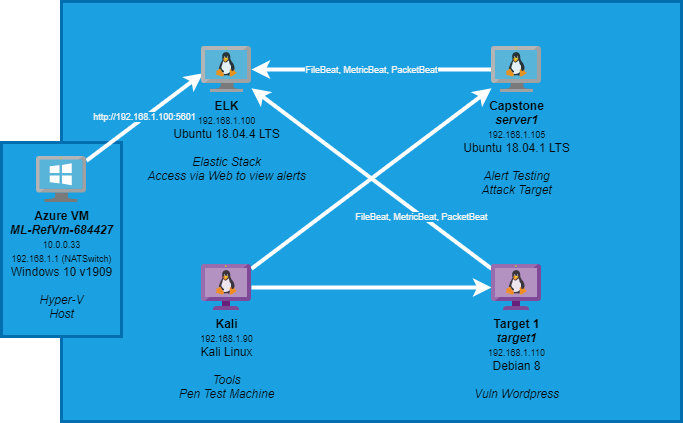 FileBeat, MetricBeat, PacketBeat
ELK
192.168.1.100
Ubuntu 18.04.4 LTS
Elastic Stack
Access via Web to view alerts
Capstone
server1
192.168.1.105
Ubuntu 18.04.1 LTS
Alert Testing
Attack Target
http://192.168.1.100:5601
Azure VM
ML-RefVm-684427
10.0.0.33
192.168.1.1 (NATSwitch)
Windows 10 v1909
Hyper-V
Host
FileBeat, MetricBeat, PacketBeat
Kali
192.168.1.90
Kali Linux
Tools
Pen Test Machine
Target 1
target1
192.168.1.110
Debian 8
Vuln Wordpress